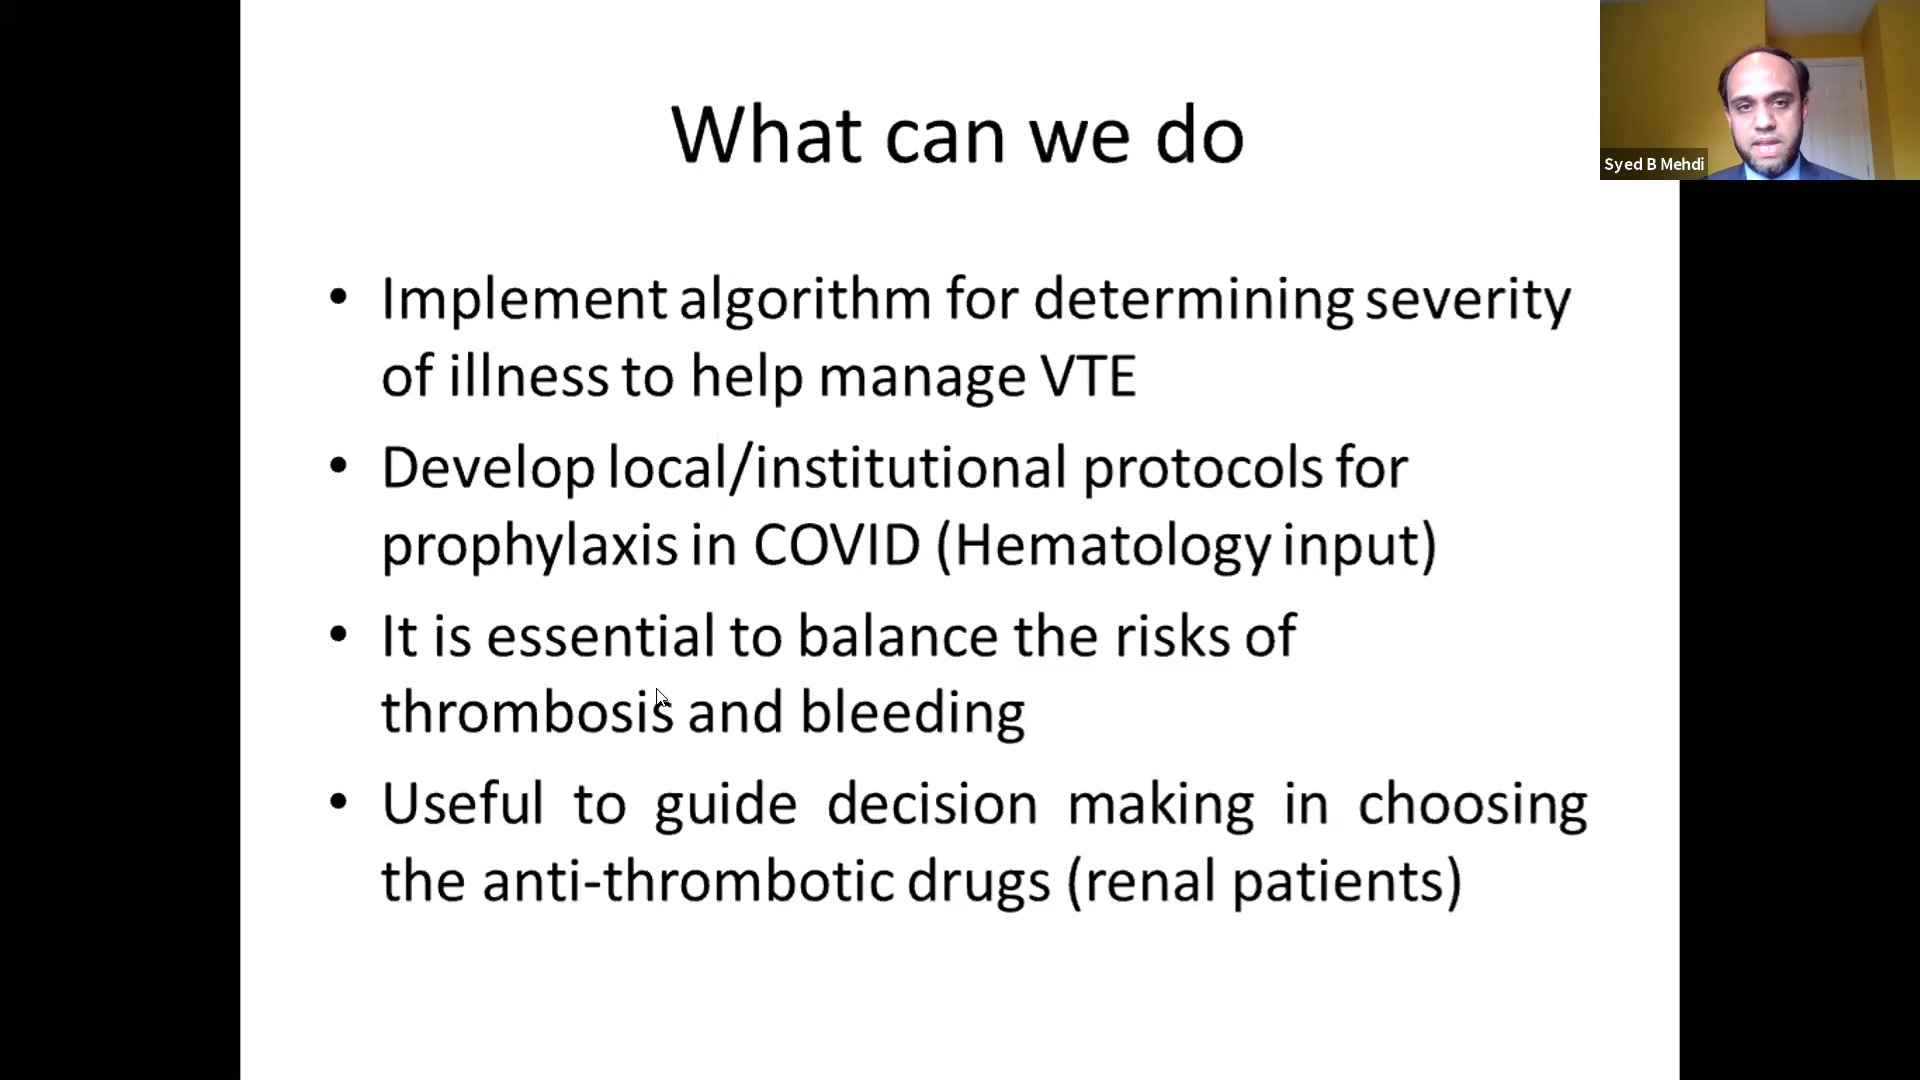 What can we do
Syed B Mehdi
• Implement algorithm for determining severity
of illness to help manage VTE
• Develop local/institutional protocols for
prophylaxis in COVID (Hematology input)
• It is essential to balance the risks of
thrombosis and bleeding
• Useful to guide decision making in choosing
the anti-thrombotic drugs (renal patients)